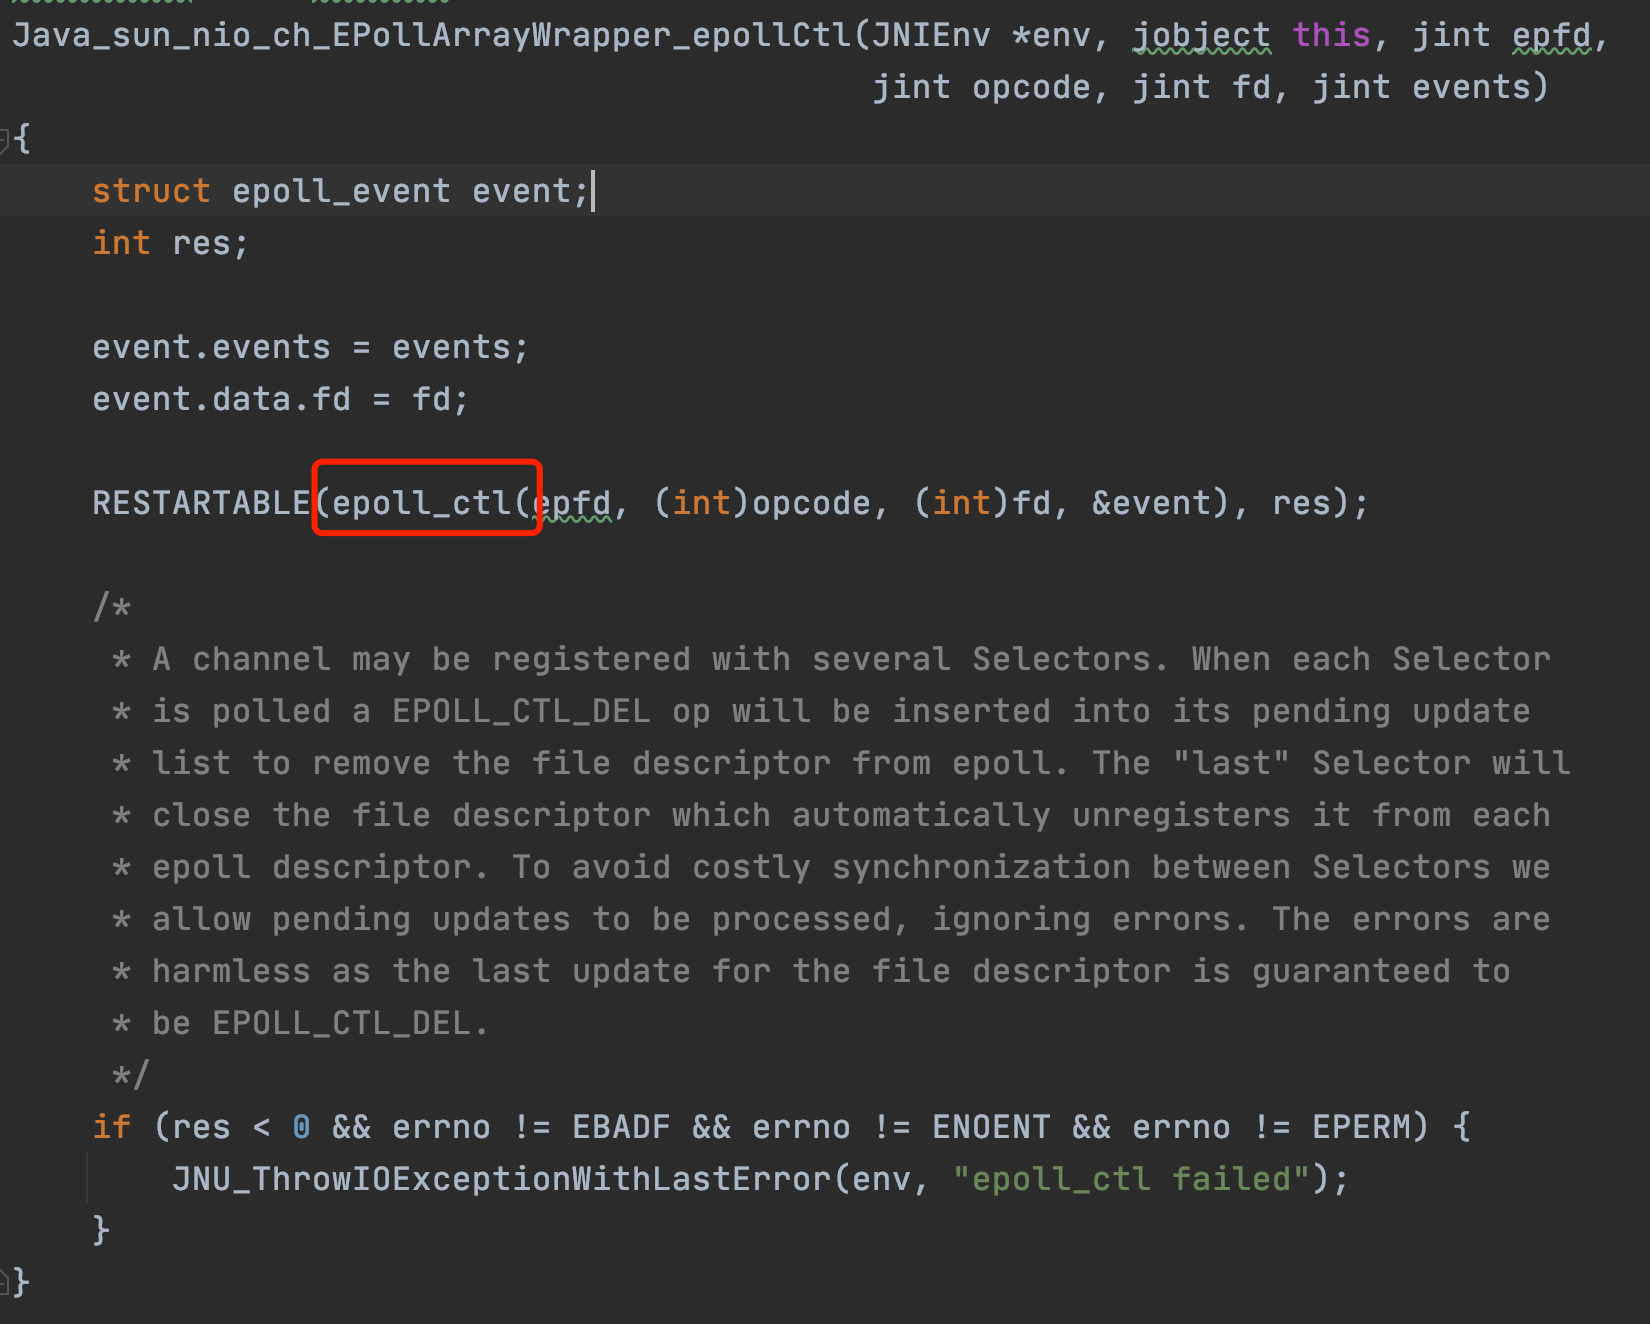 Java_sun_nio_ch_EPollArrayWrapper_epollCtl(JNIEnv *env, jobject this, jint epfd,
                                           jint opcode, jint fd, jint events)
{
    struct epoll_event event;
    int res;

    event.events = events;
    event.data.fd = fd;

    RESTARTABLE(epoll_ctl(epfd, (int)opcode, (int)fd, &event), res);

    /*
     * A channel may be registered with several Selectors. When each Selector
     * is polled a EPOLL_CTL_DEL op will be inserted into its pending update
     * list to remove the file descriptor from epoll. The "last" Selector will
     * close the file descriptor which automatically unregisters it from each
     * epoll descriptor. To avoid costly synchronization between Selectors we
     * allow pending updates to be processed, ignoring errors. The errors are
     * harmless as the last update for the file descriptor is guaranteed to
     * be EPOLL_CTL_DEL.
     */
    if (res < 0 && errno != EBADF && errno != ENOENT && errno != EPERM) {
        JNU_ThrowIOExceptionWithLastError(env, "epoll_ctl failed");
    }
}